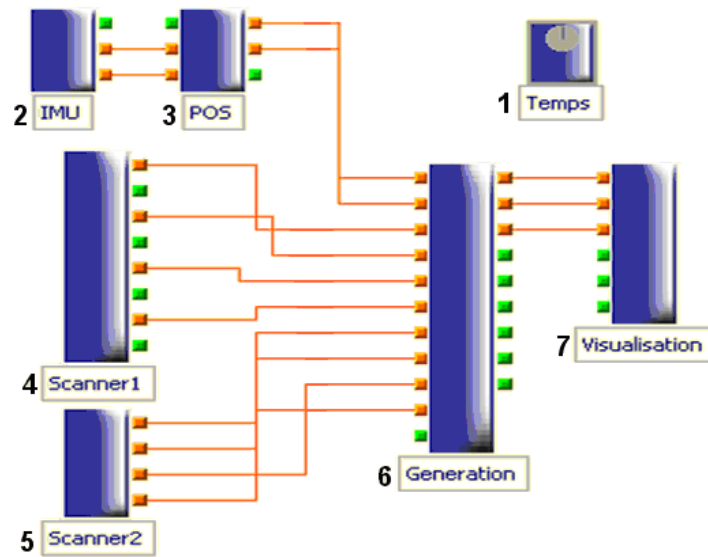 2 IMU
3 POS
1 Temps
4 Scanner1
5 Scanner2
6 Generation
7 Visualisation